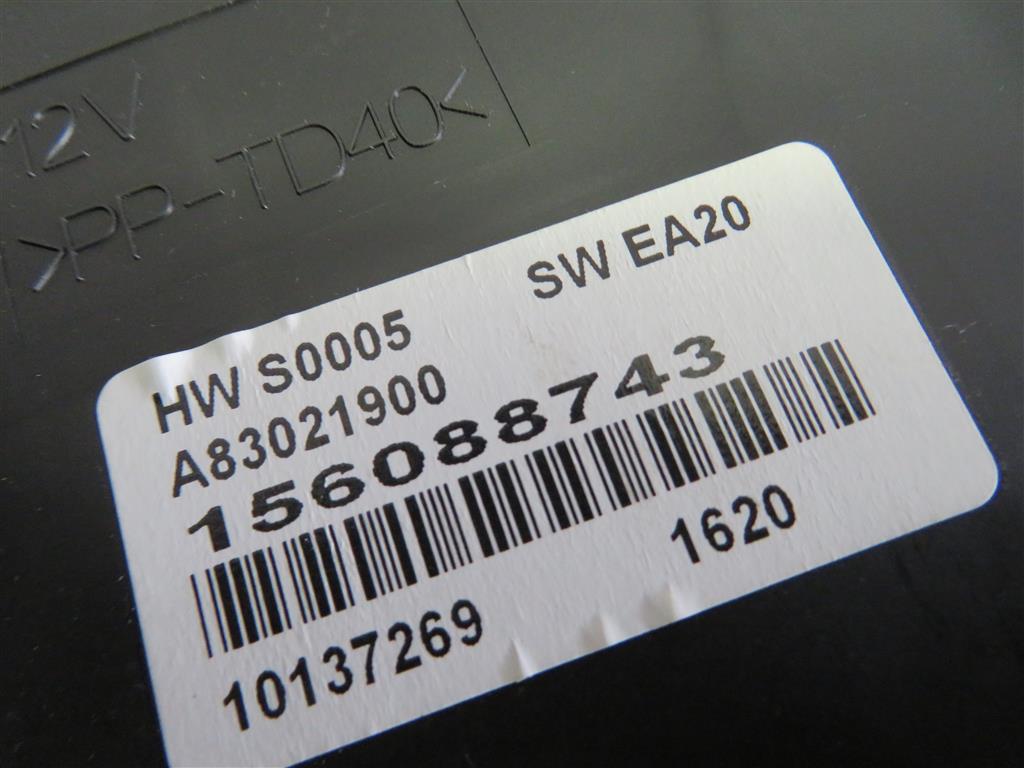 12V
>PP-TD40<
HW S0005 SW EA20
A83021900
156088743
10137269 1620